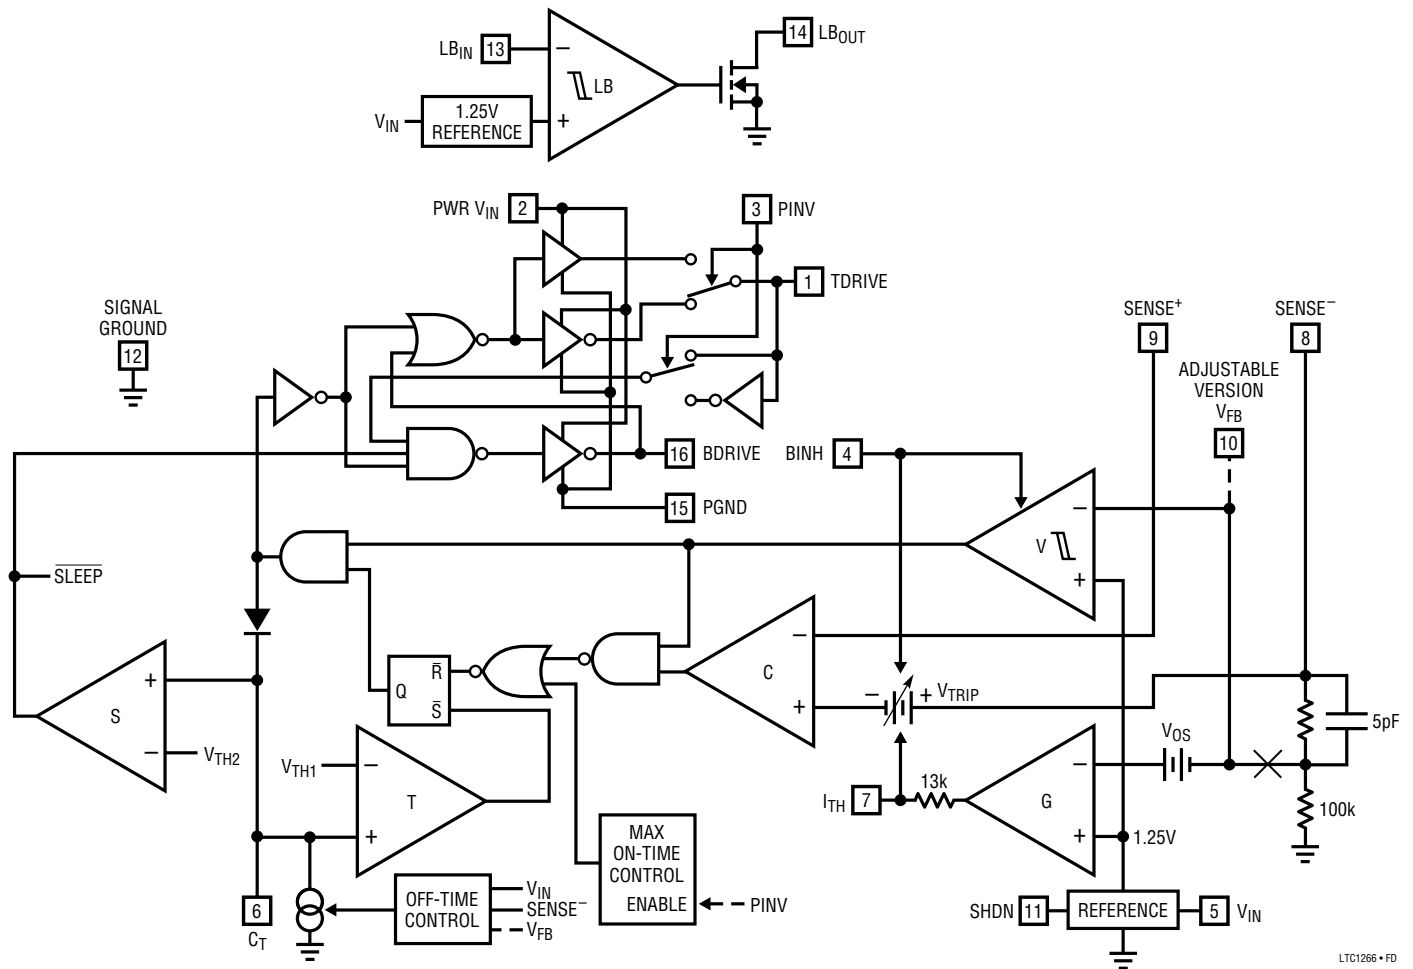 14 LBOUT
LBIN 13
−
LB
VIN
1.25V
REFERENCE
+
PWR VIN 2
3 PINV
1 TDRIVE
SIGNAL
GROUND
12
SENSE+
9
SENSE−
8
ADJUSTABLE
VERSION
VFB
10
16 BDRIVE
BINH 4
15 PGND
−
V
+
SLEEP
−
C
+
− + VTRIP
R
Q
S
+
S
−
VTH2
VTH1
−
T
+
5pF
VOS
−
G
+
13k
ITH 7
100k
1.25V
MAX
ON-TIME
CONTROL
ENABLE
PINV
6
CT
OFF-TIME
CONTROL
VIN
SENSE−
VFB
SHDN 11
REFERENCE
5 VIN
LTC1266 • FD